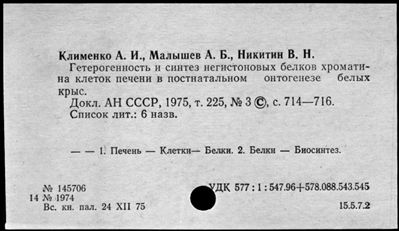 Клименко А. И., Малышев А. Б., Никитин В. Н.
Гетерогенность и синтез негистоновых белков хромати-
на клеток печени в постнатальном онтогенезе белых
крыс.
Докл. АН СССР, 1975, т. 225, № 3 ©, с. 714—716.
Список лит.: 6 назв.
— — 1. Печень — Клетки— Белки. 2. Белки — Биосинтез.
№ 145706
УДК 577 : 1 : 547.96+578.088.543.545
14 № 1974
Вс. кн. пал. 24 XII 75
15.5.7.2